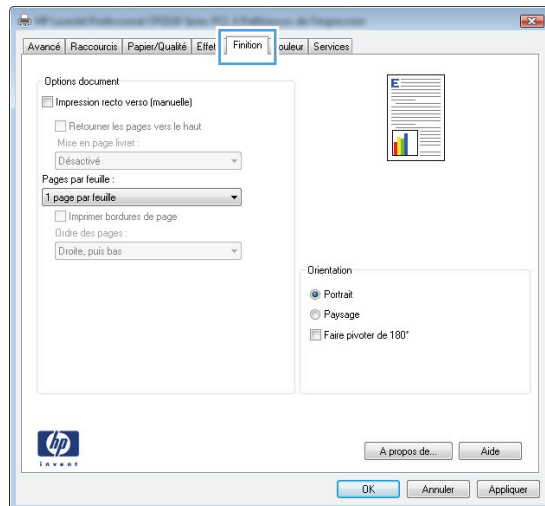 Avancé Raccourcis Papier/Qualité Effet Finition ouleur Services
Options document
Impression recto verso (manuelle)
Retourner les pages vers le haut
Mise en page livret :
Désactivé
Pages par feuille :
1 page par feuille
Imprimer bordures de page
Ordre des pages :
Droite, puis bas
E
Orientation
Portrait
Paysage
Faire pivoter de 180°
hp
invent
A propos de... Aide
OK Annuler Appliquer